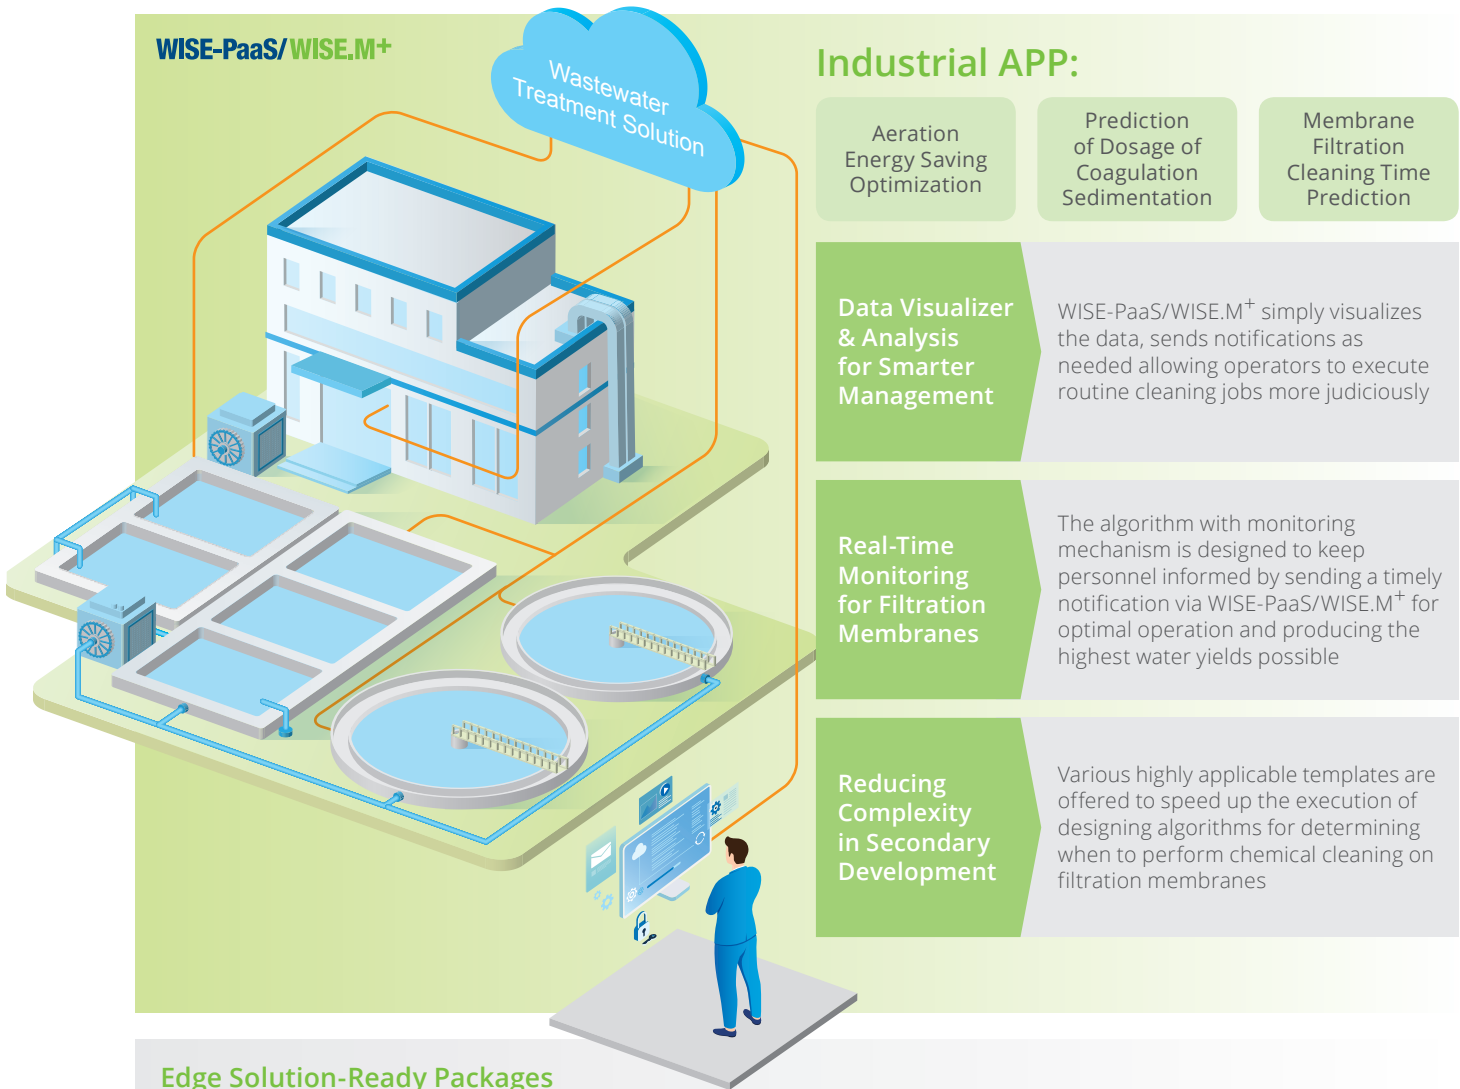 WISE-PaaS/WISE.M+
Wastewater
Treatment Solution
Industrial APP:
Aeration
Energy Saving
Optimization
Prediction
of Dosage of
Coagulation
Sedimentation
Membrane
Filtration
Cleaning Time
Prediction
Data Visualizer
& Analysis
for Smarter
Management
WISE-PaaS/WISE.M+ simply visualizes
the data, sends notifications as
needed allowing operators to execute
routine cleaning jobs more judiciously
Real-Time
Monitoring
for Filtration
Membranes
The algorithm with monitoring
mechanism is designed to keep
personnel informed by sending a timely
notification via WISE-PaaS/WISE.M+ for
optimal operation and producing the
highest water yields possible
Reducing
Complexity
in Secondary
Development
Various highly applicable templates are
offered to speed up the execution of
designing algorithms for determining
when to perform chemical cleaning on
filtration membranes
Edge Solution-Ready Packages